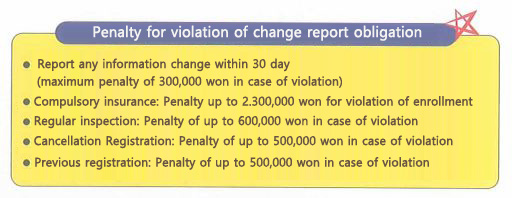 Penalty for violation of change report obligation
● Report any information change within 30 day
(maximum penalty of 300,000 won in case of violation)
● Compulsory insurance: Penalty up to 2.300,000 won for violation of enrollment
● Regular inspection: Penalty of up to 600,000 won in case of violation
● Cancellation Registration: Penalty of up to 500,000 won in case of violation
● Previous registration: Penalty of up to 500,000 won in case of violation